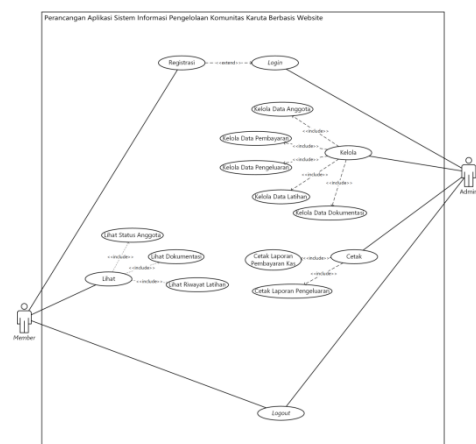 Perancangan Aplikasi Sistem Informasi Pengelolaan Komunitas Karuta Berbasis Website
Registrasi
<<extend>>
Login
Kelola Data Anggota
<<include>>
Kelola Data Pembayaran
<<include>>
Kelola
Kelola Data Pengeluaran
<<include>>
<<include>>
Kelola Data Latihan
Kelola Data Dokumentasi
Admin
Lihat Status Anggota
<<include>>
Lihat Dokumentasi
<<include>>
Lihat
<<include>>
Lihat Riwayat Latihan
Cetak Laporan
Pembayaran Kas
<<include>>
Cetak
<<include>>
Cetak Laporan Pengeluaran
Member
Logout